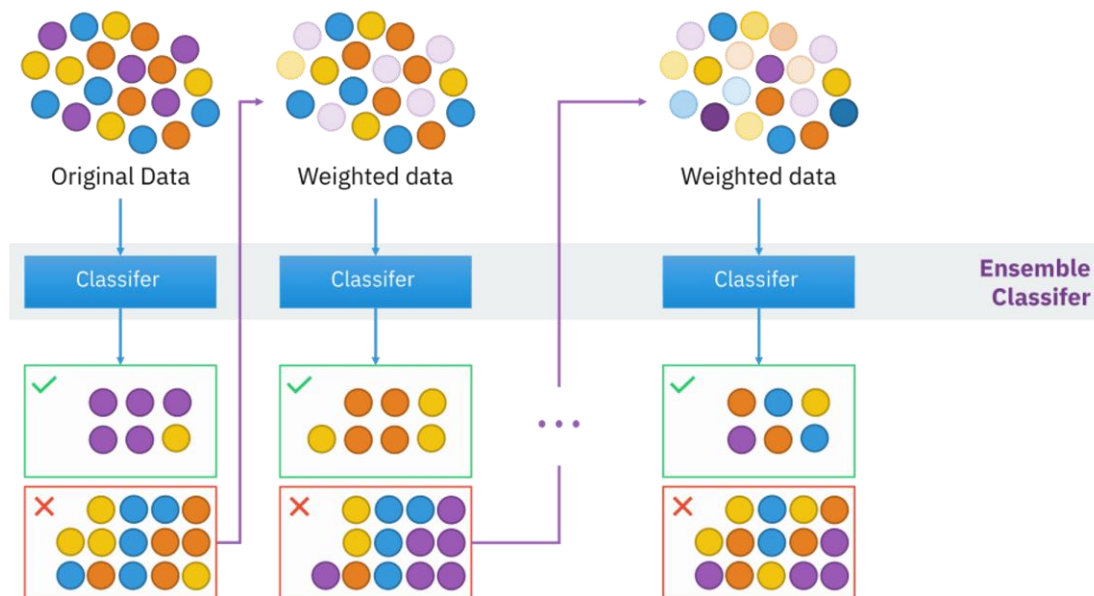 Original Data
Weighted data
Weighted data
Classifer
Classifer
Classifer
Ensemble
Classifer